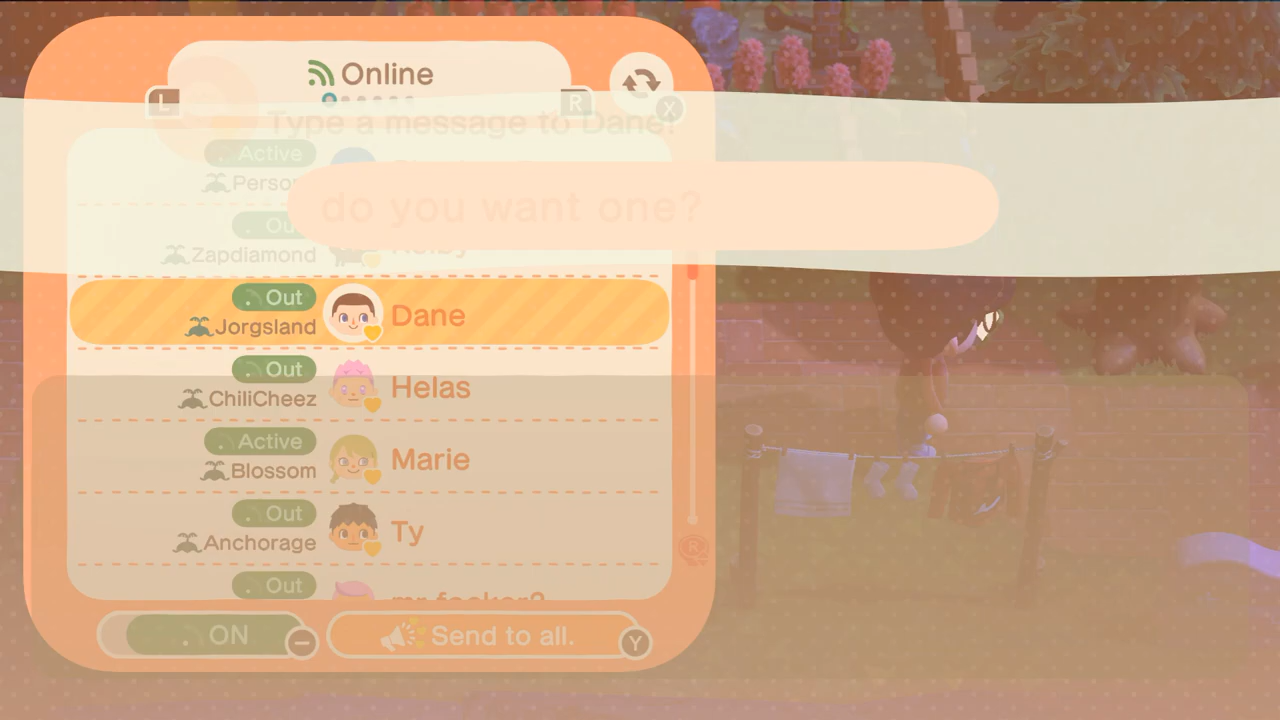 Online
L
R
X
Type a message to Dane!
do you want one?
Active
Zapdiamond
Out
Jorgsland
Dane
Out
ChiliCheez
Helas
Active
Blossom
Marie
Out
Anchorage
Ty
Out
R
ON
Send to all.
Y